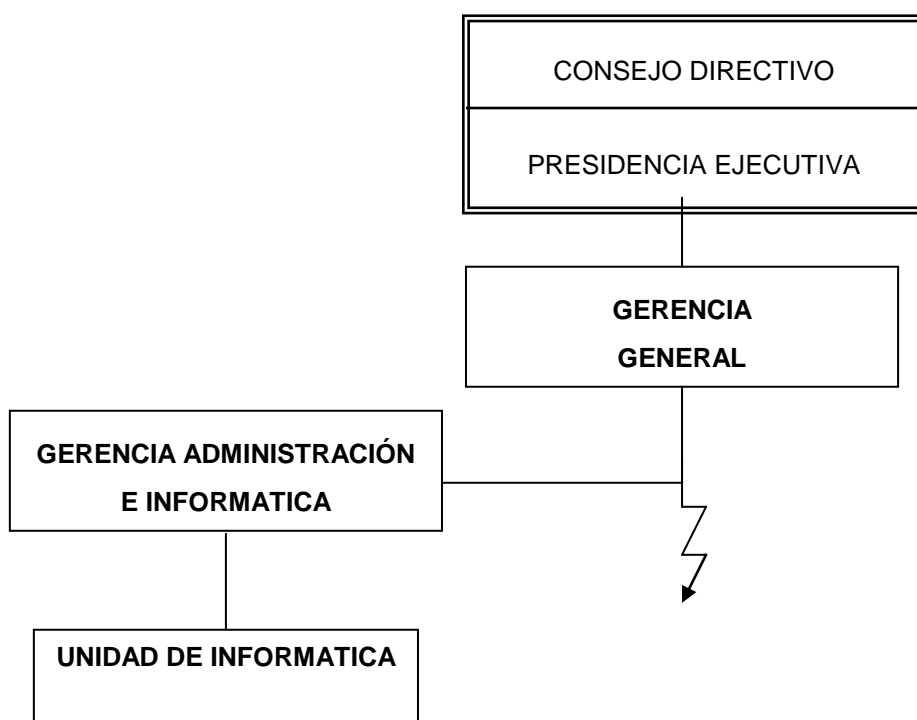 CONSEJO DIRECTIVO
PRESIDENCIA EJECUTIVA
GERENCIA
GENERAL
GERENCIA ADMINISTRACIÓN
E INFORMATICA
UNIDAD DE INFORMATICA